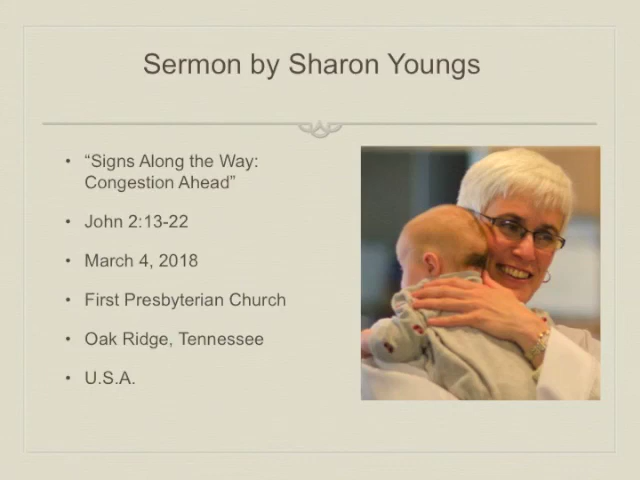 Sermon by Sharon Youngs
• “Signs Along the Way:
Congestion Ahead”
• John 2:13-22
• March 4, 2018
• First Presbyterian Church
• Oak Ridge, Tennessee
• U.S.A.